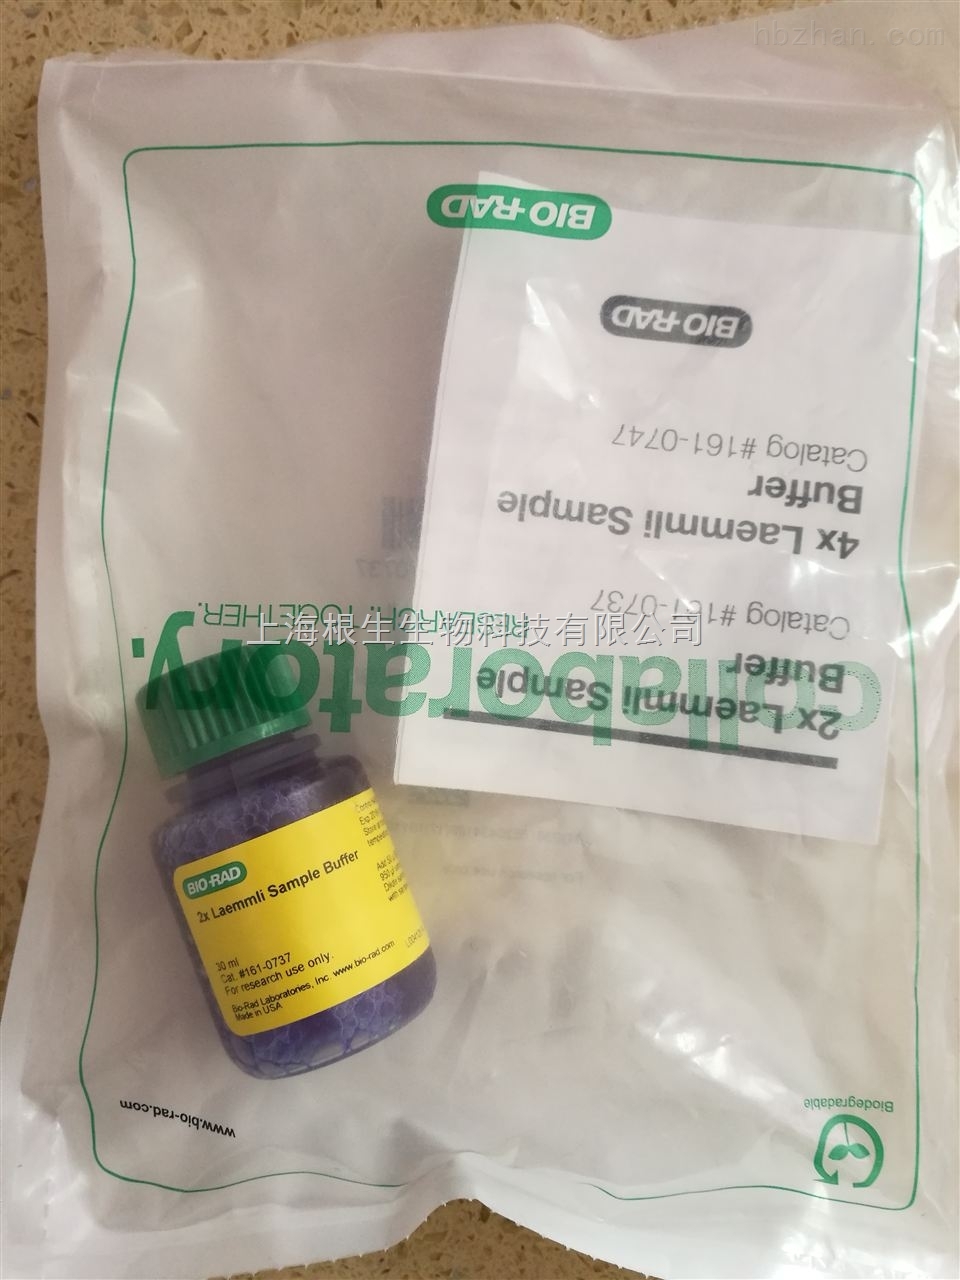 hbzhan.com
BIO-RAD
BIO-RAD
2x Laemmli Sample
Buffer
Catalog #161-0737
4x Laemmli Sample
Buffer
Catalog #161-0747
collaboratory.
RESEARCH. TOGETHER.
上海根生生物科技有限公司
BIO-RAD
2x Laemmli Sample Buffer
30 ml
Cat. #161-0737
For research use only.
Bio-Rad Laboratories, Inc www.bio-rad.com
Made in USA
www.bio-rad.com
Biodegradable